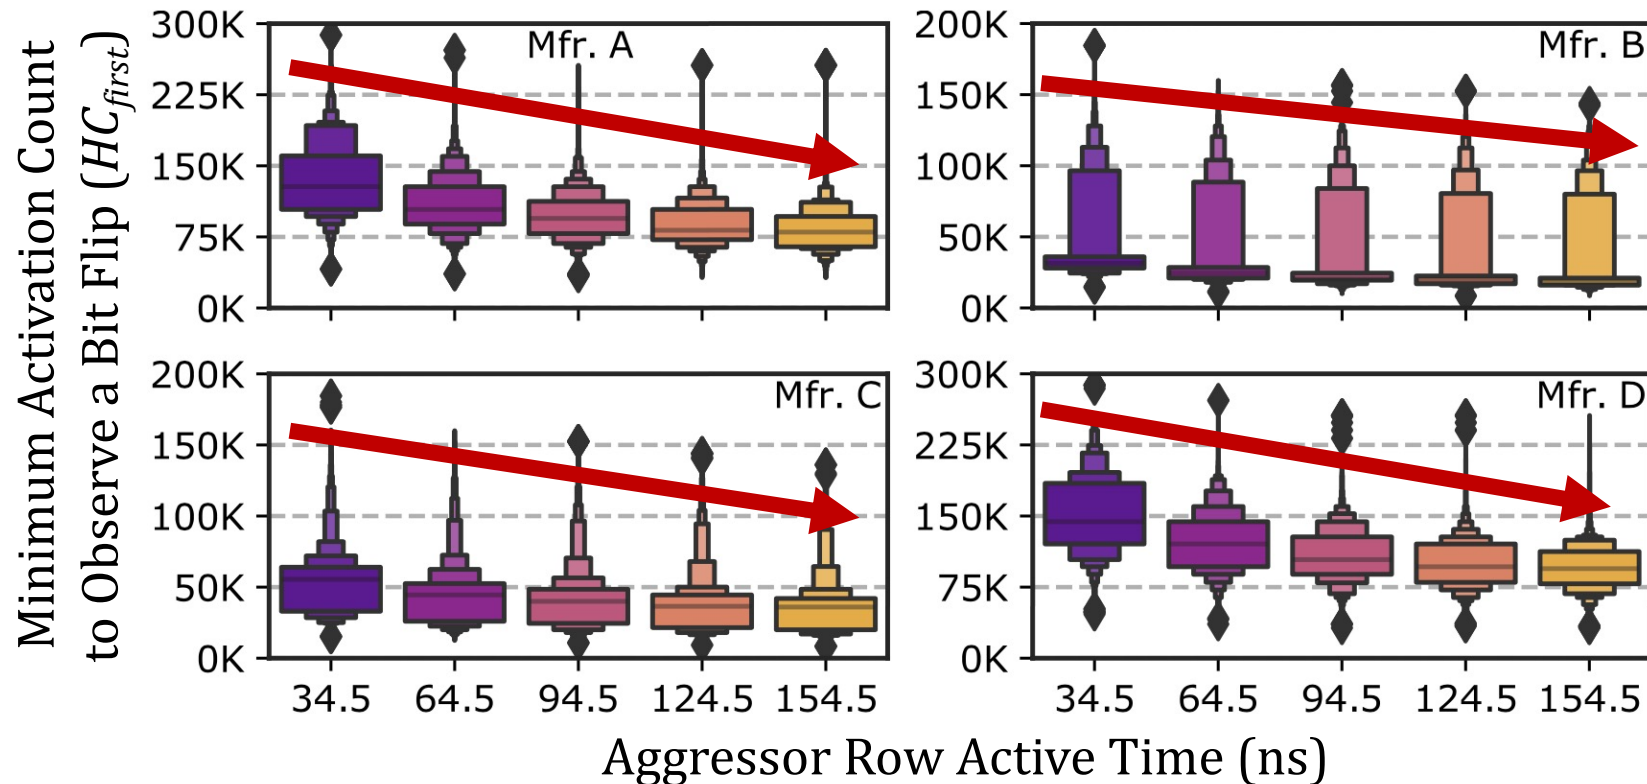 Minimum Activation Count
to Observe a Bit Flip (HC_first)
300K
225K
150K
75K
0K
Mfr. A
200K
150K
100K
50K
0K
Mfr. B
200K
150K
100K
50K
0K
Mfr. C
34.5 64.5 94.5 124.5 154.5
300K
225K
150K
75K
0K
Mfr. D
34.5 64.5 94.5 124.5 154.5
Aggressor Row Active Time (ns)